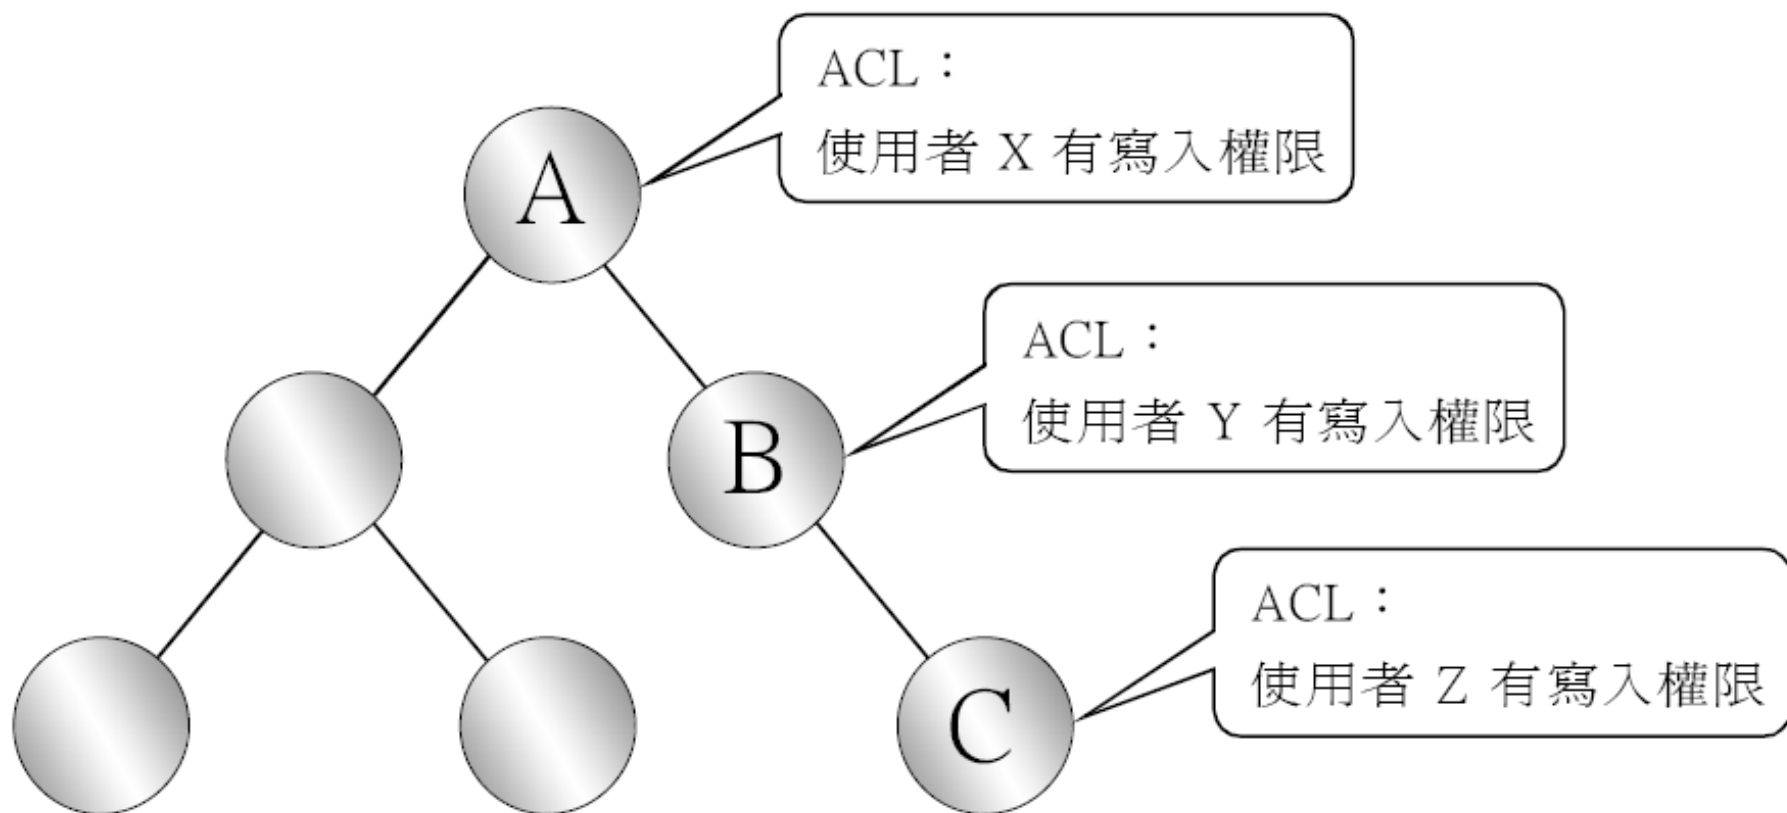 ACL：
使用者 X 有寫入權限
A
ACL：
使用者 Y 有寫入權限
B
ACL：
使用者 Z 有寫入權限
C